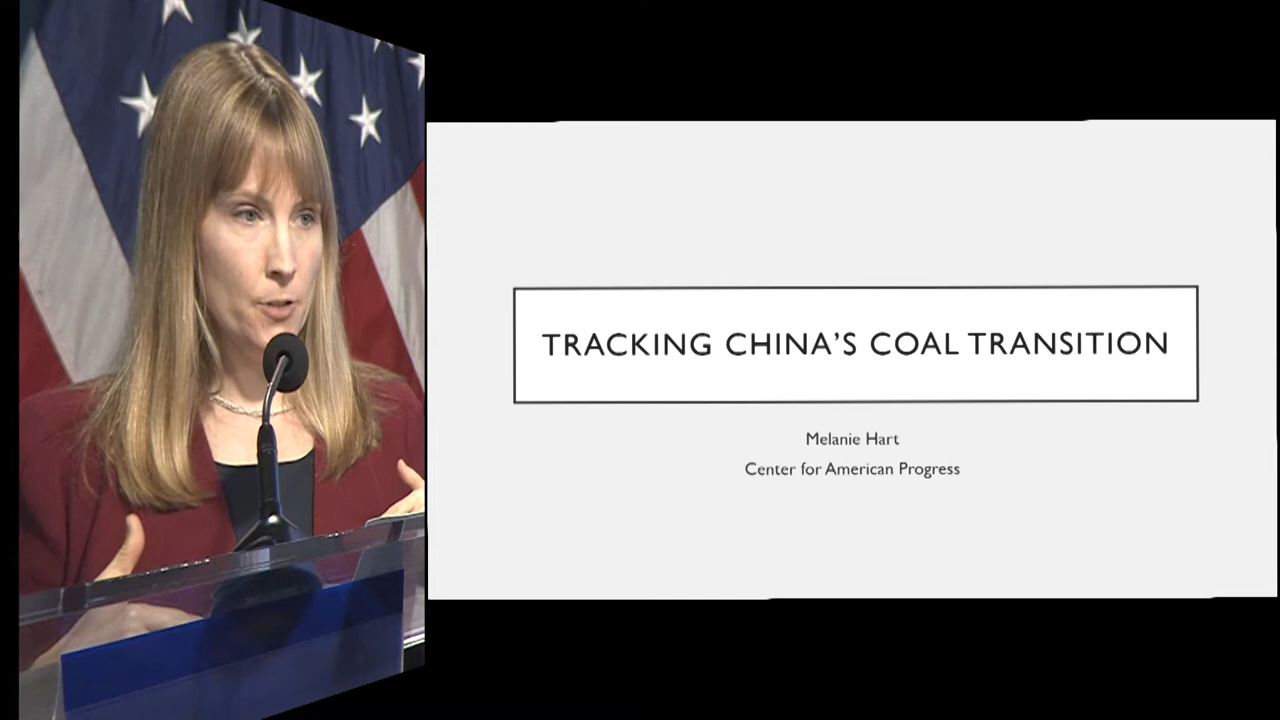 TRACKING CHINA'S COAL TRANSITION
Melanie Hart
Center for American Progress